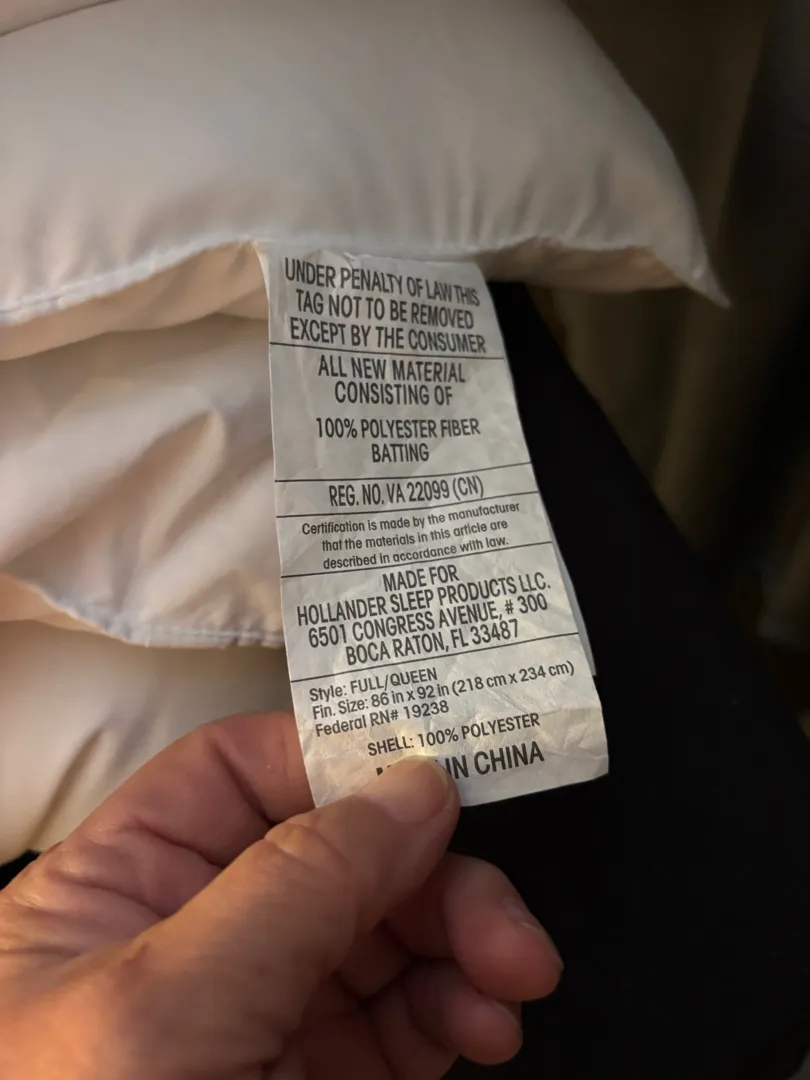 UNDER PENALTY OF LAW THIS
TAG NOT TO BE REMOVED
EXCEPT BY THE CONSUMER
ALL NEW MATERIAL
CONSISTING OF
100% POLYESTER FIBER
BATTING
REG. NO. VA 22099 (CN)
Certification is made by the manufacturer
that the materials in this article are
described in accordance with law.
MADE FOR
HOLLANDER SLEEP PRODUCTS LLC.
6501 CONGRESS AVENUE, # 300
BOCA RATON, FL 33487
Style: FULL/QUEEN
Fin. Size: 86 in x 92 in (218 cm x 234 cm)
Federal RN# 19238
SHELL: 100% POLYESTER
IN CHINA